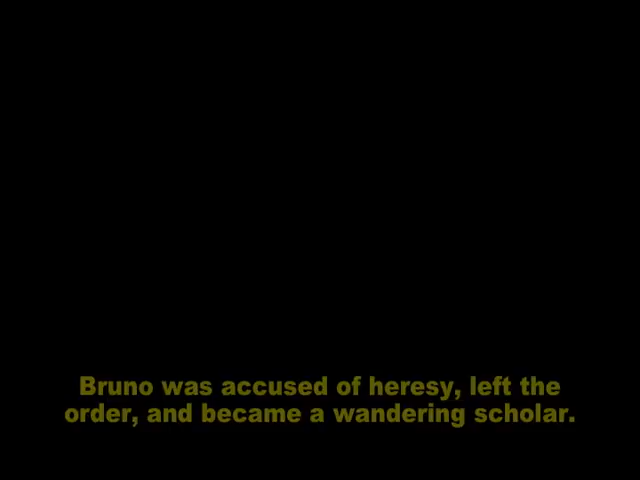 Bruno was accused of heresy, left the
order, and became a wandering scholar.